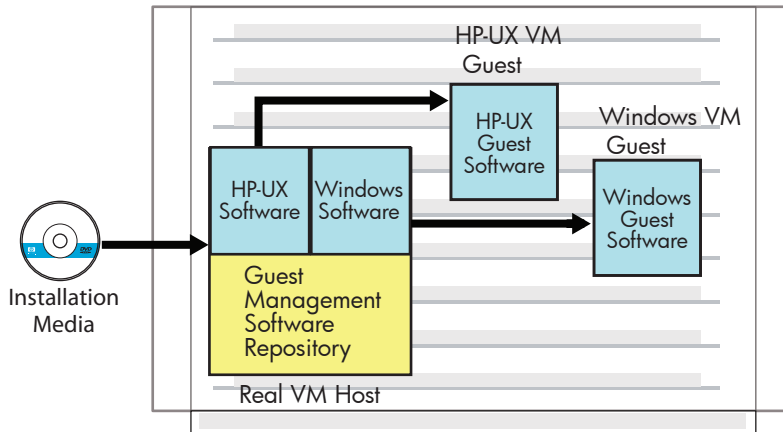 HP-UX VM
Guest
HP-UX
Guest
Software
Windows VM
Guest
Windows
Guest
Software
HP-UX
Software
Windows
Software
Guest
Management
Software
Repository
Real VM Host
Installation
Media
DVD